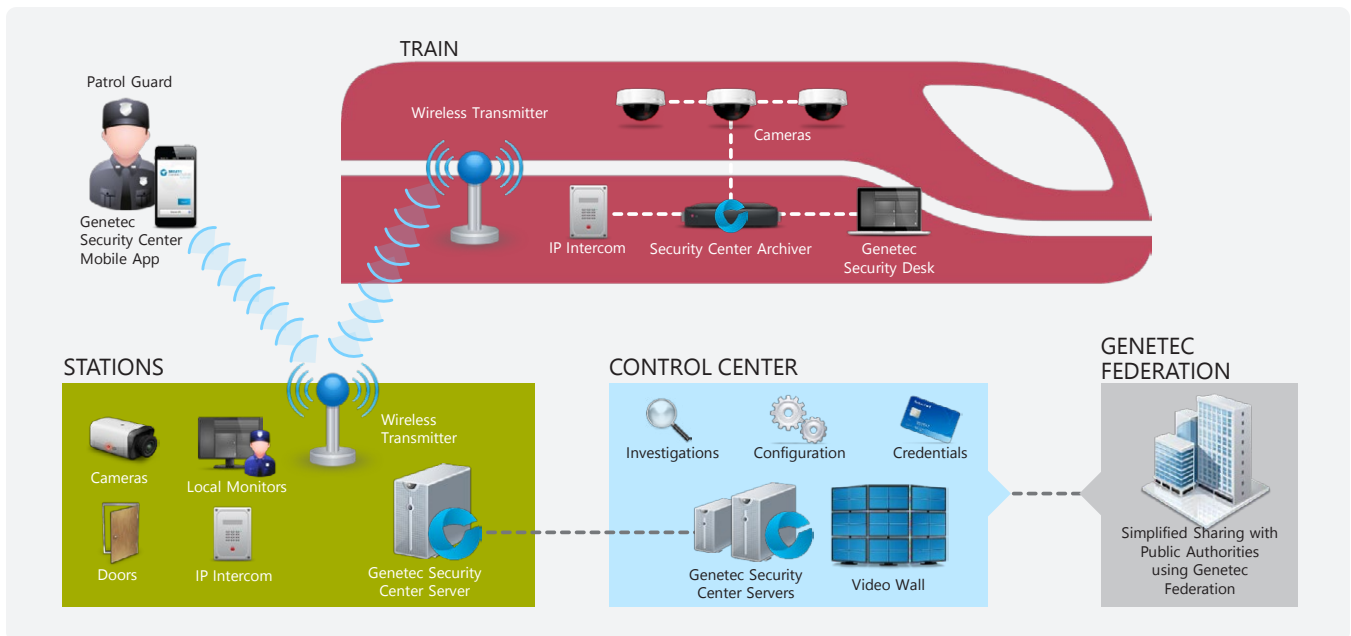 TRAIN
Patrol Guard
Genetec
Security Center
Mobile App
Wireless Transmitter
Cameras
IP Intercom
Security Center Archiver
Genetec
Security Desk
STATIONS
Cameras
Local Monitors
Wireless
Transmitter
Doors
IP Intercom
Genetec Security
Center Server
CONTROL CENTER
Investigations
Configuration
Credentials
Genetec Security
Center Servers
Video Wall
GENETEC
FEDERATION
Simplified Sharing with
Public Authorities
using Genetec
Federation